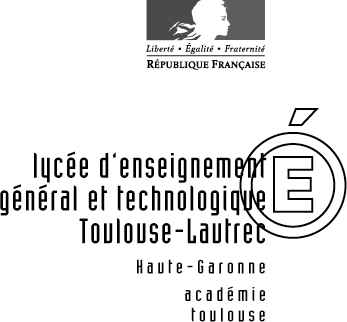 Liberté • Égalité • Fraternité
RÉPUBLIQUE FRANÇAISE
É
lycée d'enseignement
général et technologique
Toulouse-Lautrec
Haute-Garonne
académie
toulouse